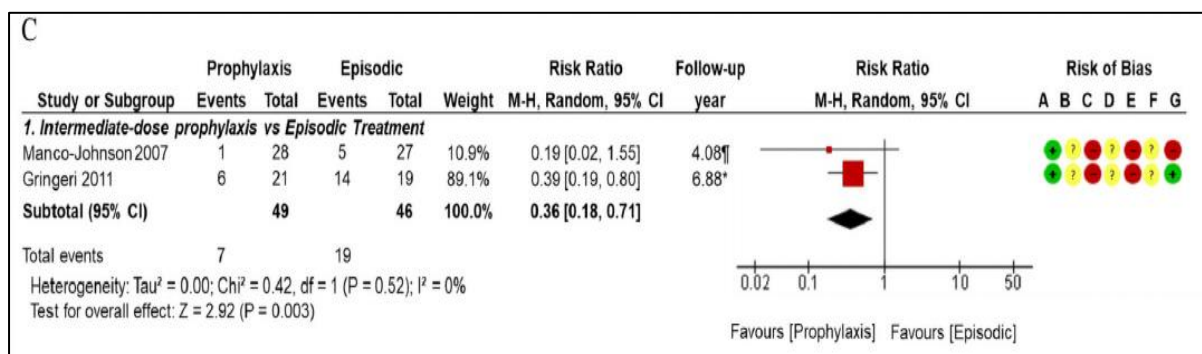 C
Prophylaxis Episodic Risk Ratio Follow-up Risk Ratio Risk of Bias
Study or Subgroup Events Total Events Total Weight M-H, Random, 95% CI year M-H, Random, 95% CI A B C D E F G
1. Intermediate-dose prophylaxis vs Episodic Treatment
Manco-Johnson 2007 1 28 5 27 10.9% 0.19 [0.02, 1.55] 4.08¶ + ? - ? - ? -
Gringeri 2011 6 21 14 19 89.1% 0.39 [0.19, 0.80] 6.88* + ? - ? - ? +
Subtotal (95% CI) 49 46 100.0% 0.36 [0.18, 0.71]
Total events 7 19
Heterogeneity: Tau² = 0.00; Chi² = 0.42, df = 1 (P = 0.52); I² = 0%
Test for overall effect: Z = 2.92 (P = 0.003)
0.02 0.1 1 10 50
Favours [Prophylaxis] Favours [Episodic]